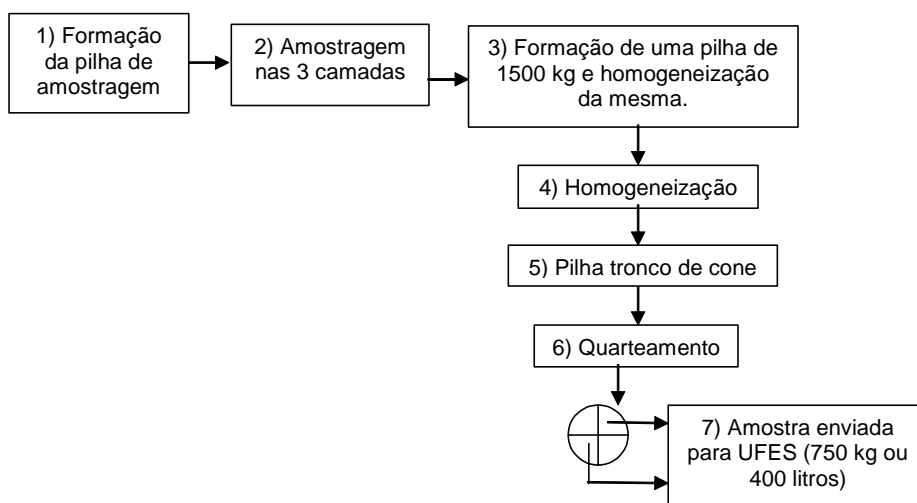 1) Formação
da pilha de
amostragem
2) Amostragem
nas 3 camadas
3) Formação de uma pilha de
1500 kg e homogeneização
da mesma.
4) Homogeneização
5) Pilha tronco de cone
6) Quarteamento
7) Amostra enviada
para UFES (750 kg ou
400 litros)